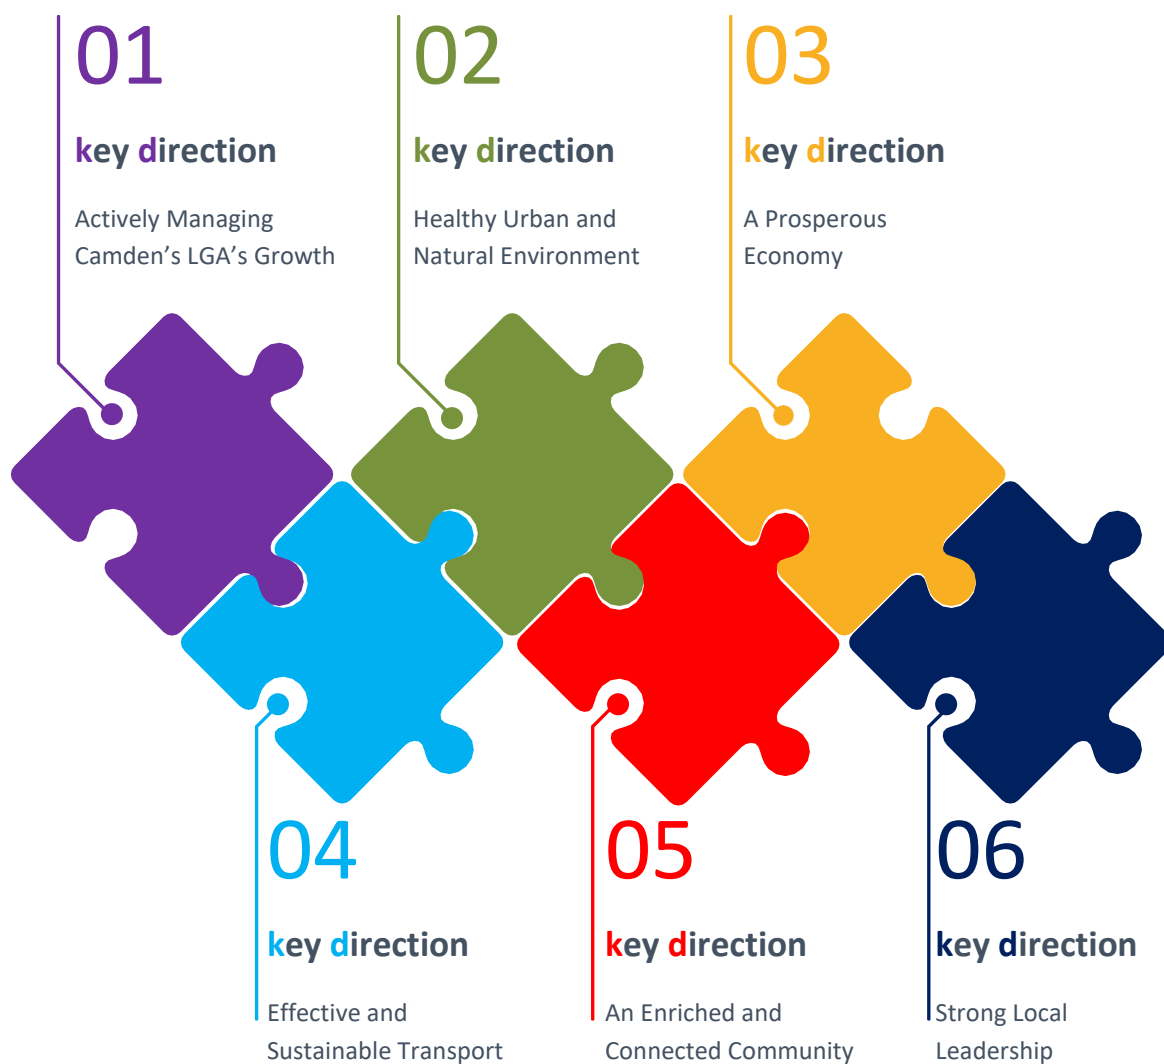 01
key direction
Actively Managing
Camden’s LGA’s Growth
02
key direction
Healthy Urban and
Natural Environment
03
key direction
A Prosperous
Economy
04
key direction
Effective and
Sustainable Transport
05
key direction
An Enriched and
Connected Community
06
key direction
Strong Local
Leadership